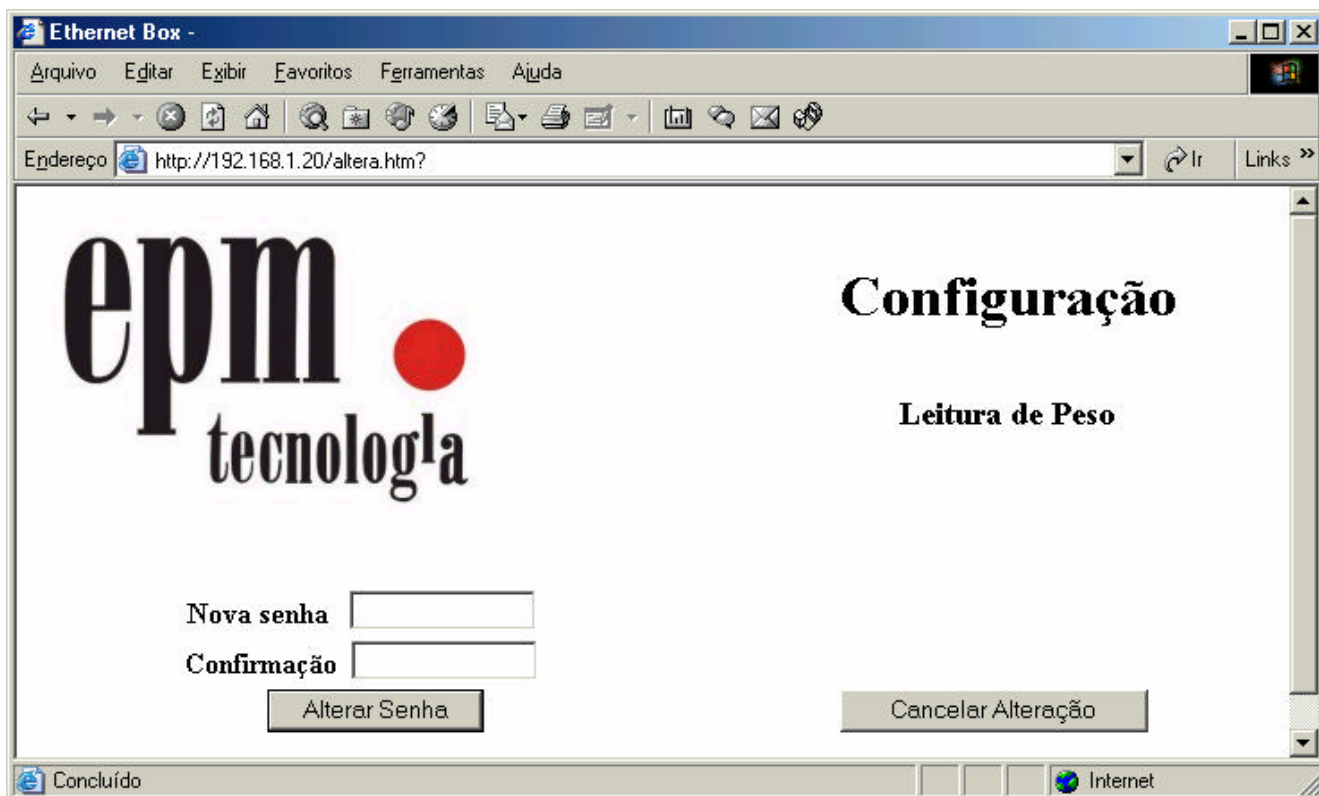 Ethernet Box -
Arquivo Editar Exibir Favoritos Ferramentas Ajuda
Endereço http://192.168.1.20/altera.htm? Ir Links »
epm
tecnologia
Configuração
Leitura de Peso
Nova senha
Confirmação
Alterar Senha Cancelar Alteração
Concluído Internet